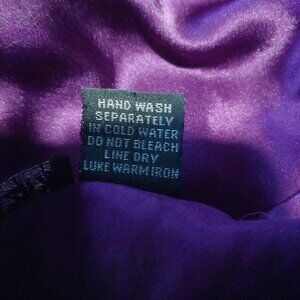 HAND WASH
SEPARATELY
IN COLD WATER
DO NOT BLEACH
LINE DRY
LUKE WARM IRON